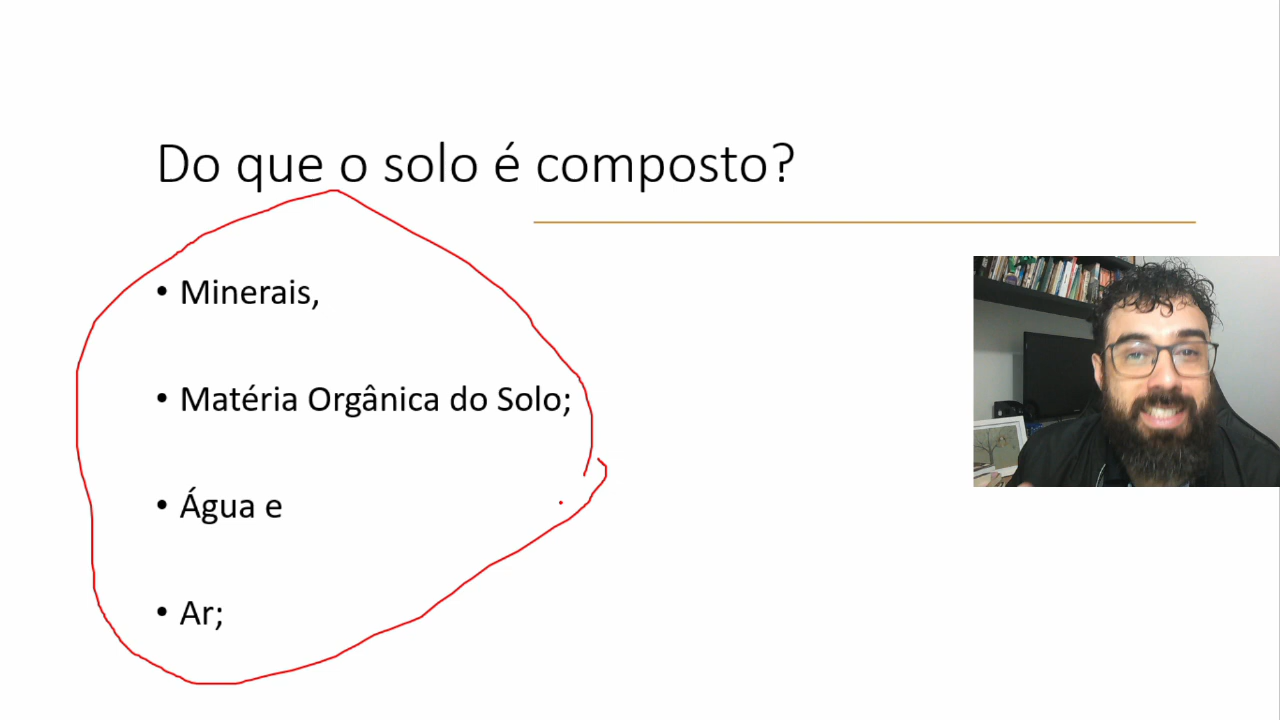 Do que o solo é composto?
• Minerais,
• Matéria Orgânica do Solo;
• Água e
• Ar;